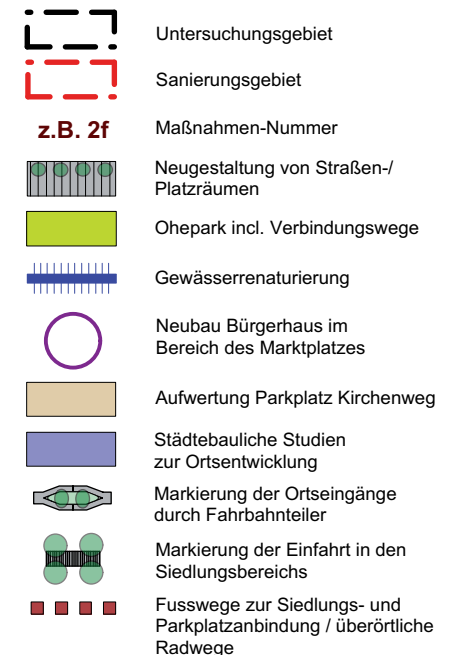 Untersuchungsgebiet
Sanierungsgebiet
z.B. 2f Maßnahmen-Nummer
Neugestaltung von Straßen-/
Platzräumen
Ohepark incl. Verbindungswege
Gewässerrenaturierung
Neubau Bürgerhaus im
Bereich des Marktplatzes
Aufwertung Parkplatz Kirchenweg
Städtebauliche Studien
zur Ortsentwicklung
Markierung der Ortseingänge
durch Fahrbahnteiler
Markierung der Einfahrt in den
Siedlungsbereichs
Fusswege zur Siedlungs- und
Parkplatzanbindung / überörtliche
Radwege